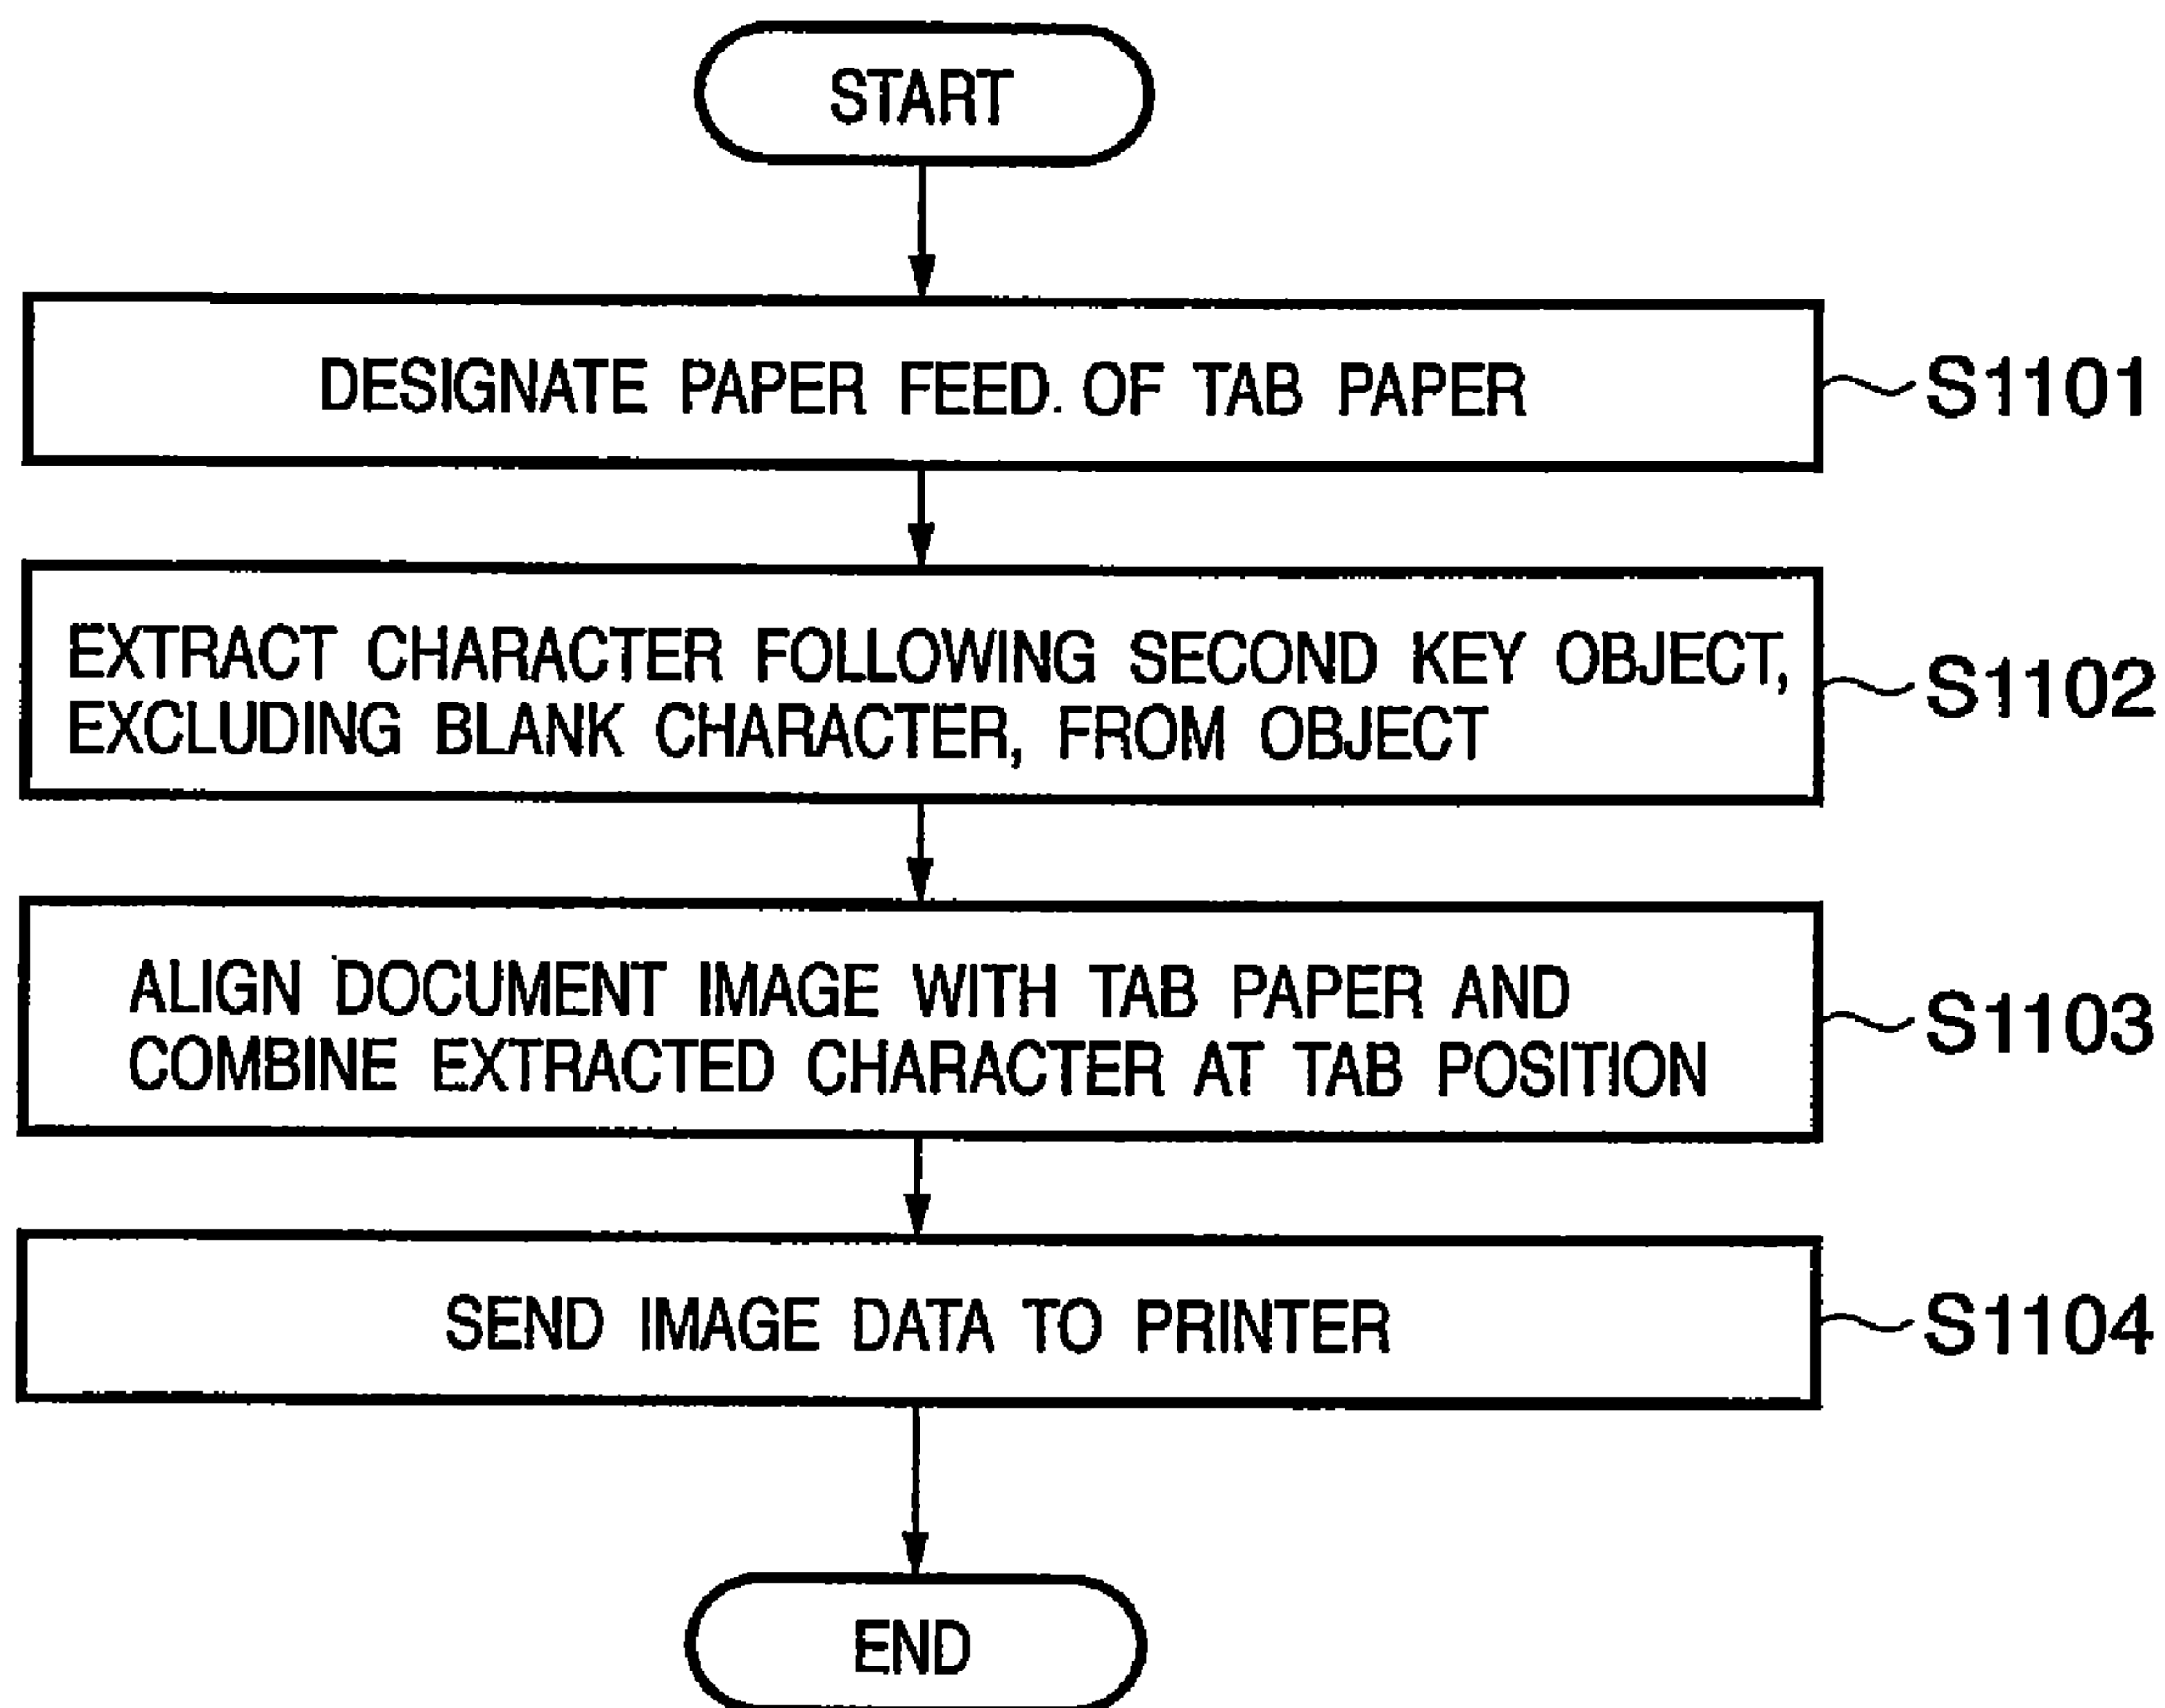 START
DESIGNATE PAPER FEED. OF TAB PAPER
S1101
EXTRACT CHARACTER FOLLOWING SECOND KEY OBJECT,
EXCLUDING BLANK CHARACTER, FROM OBJECT
S1102
ALIGN DOCUMENT IMAGE WITH TAB PAPER AND
COMBINE EXTRACTED CHARACTER AT TAB POSITION
S1103
SEND IMAGE DATA TO PRINTER
S1104
END